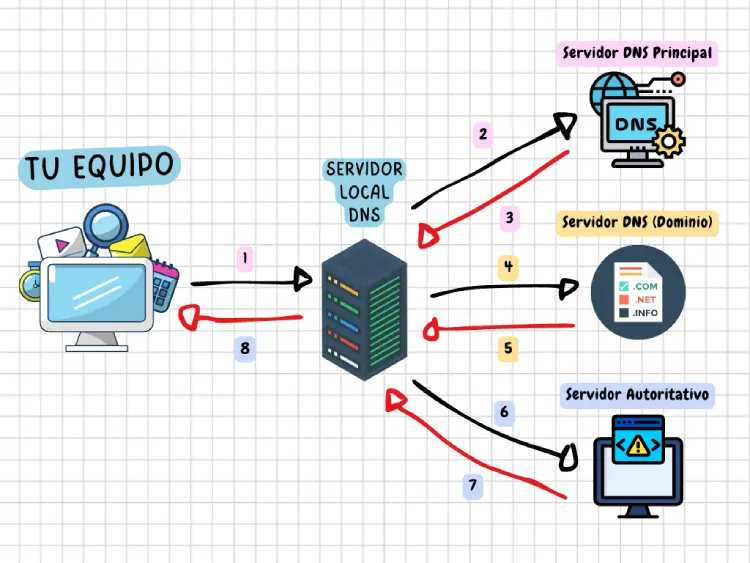 TU EQUIPO
SERVIDOR
LOCAL
DNS
1
8
2
3
Servidor DNS Principal
DNS
4
5
Servidor DNS (Dominio)
.COM
.NET
.INFO
6
7
Servidor Autoritativo